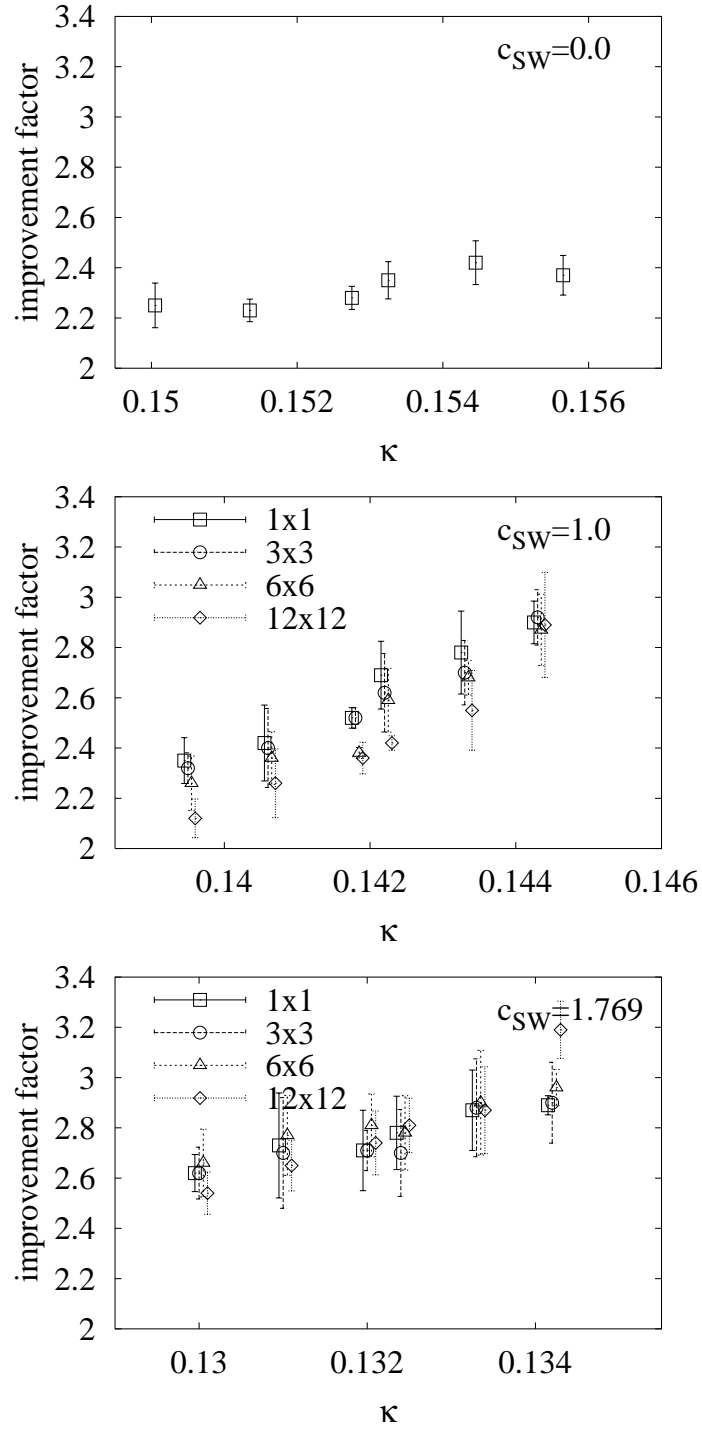 3.4
c_SW=0.0
3.2
3
2.8
2.6
2.4
2.2
2
improvement factor
0.15
0.152
0.154
0.156
κ
3.4
1x1
c_SW=1.0
3.2
3x3
3
6x6
12x12
2.8
2.6
2.4
2.2
2
improvement factor
0.14
0.142
0.144
0.146
κ
3.4
1x1
c_SW=1.769
3.2
3x3
3
6x6
12x12
2.8
2.6
2.4
2.2
2
improvement factor
0.13
0.132
0.134
κ